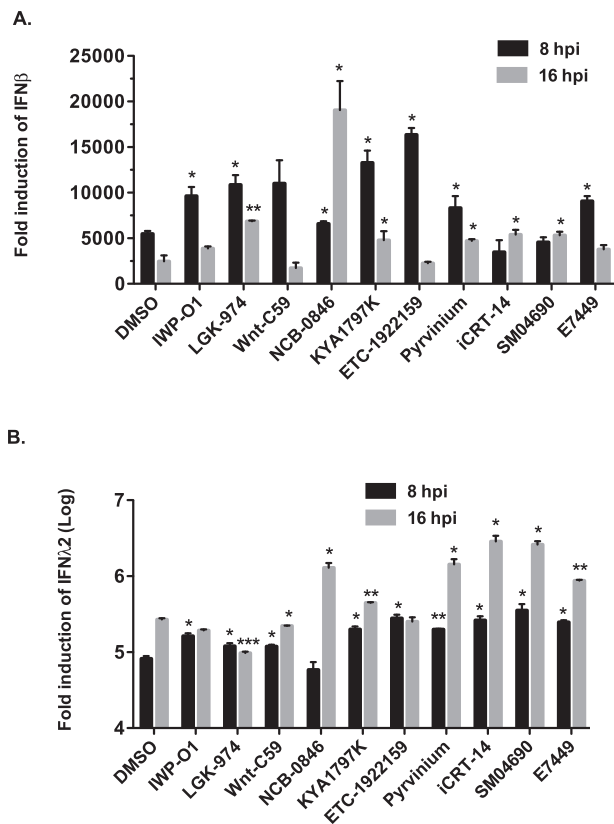 A.
Fold induction of IFNβ
25000
20000
15000
10000
5000
0
8 hpi
16 hpi
* * ** * * * * * * * * * * *
DMSO
IWP-O1
LGK-974
Wnt-C59
NCB-0846
KYA1797K
ETC-1922159
Pyrvinium
iCRT-14
SM04690
E7449
B.
Fold induction of IFNλ2 (Log)
7
6
5
4
8 hpi
16 hpi
* * *** * * * * ** * ** * * * * * * **
DMSO
IWP-O1
LGK-974
Wnt-C59
NCB-0846
KYA1797K
ETC-1922159
Pyrvinium
iCRT-14
SM04690
E7449